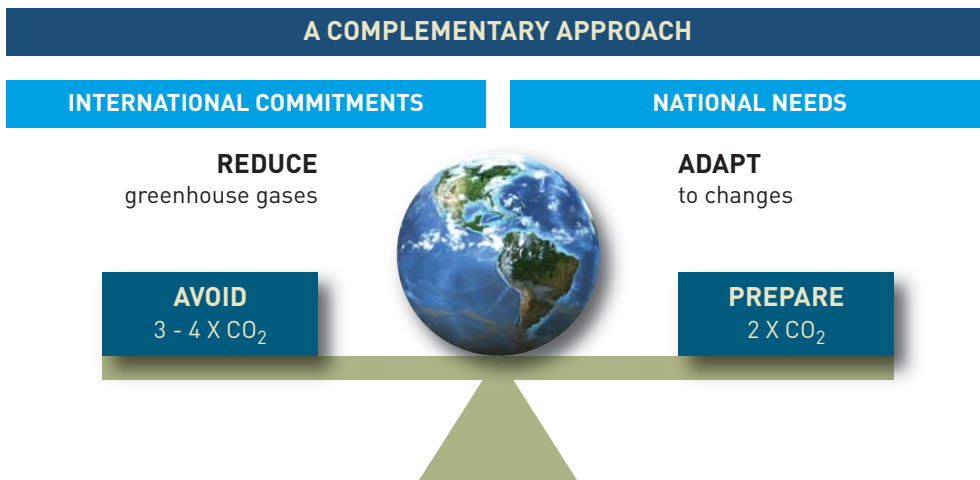 A COMPLEMENTARY APPROACH
INTERNATIONAL COMMITMENTS
NATIONAL NEEDS
REDUCE
greenhouse gases
ADAPT
to changes
AVOID
3 - 4 X CO₂
PREPARE
2 X CO₂